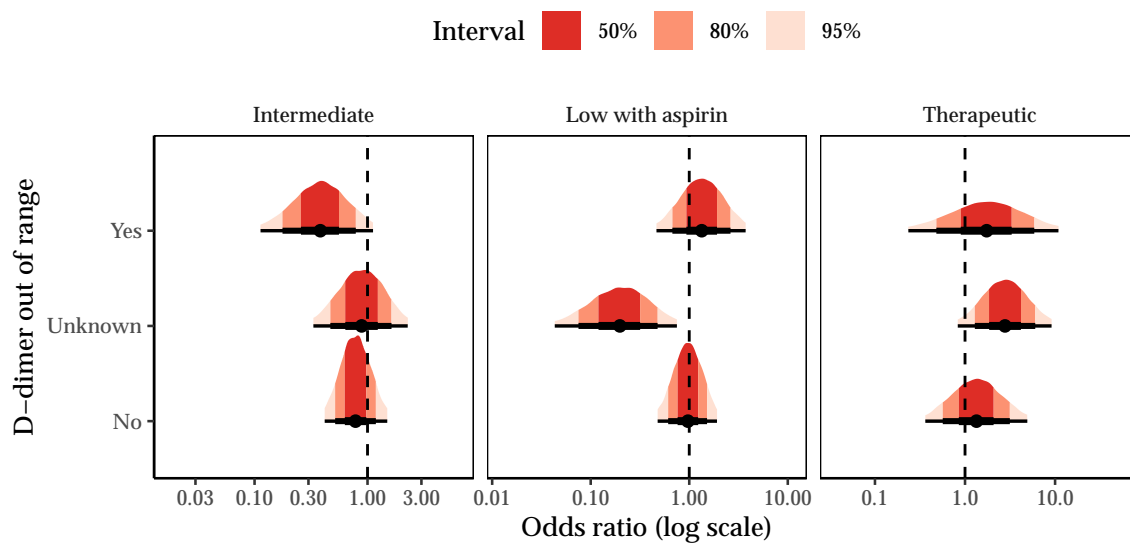 Interval 50% 80% 95%
Intermediate Low with aspirin Therapeutic
D−dimer out of range
Yes
Unknown
No
0.03 0.10 0.30 1.00 3.00 0.01 0.10 1.00 10.00 0.1 1.0 10.0
Odds ratio (log scale)